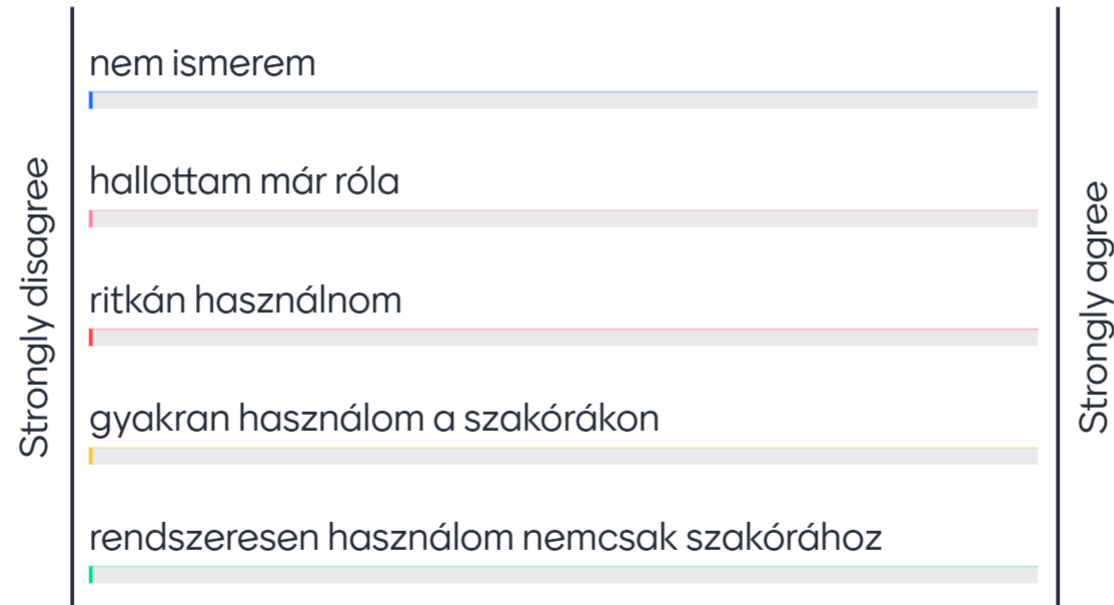 Strongly disagree
nem ismerem
hallottam már róla
ritkán használnom
gyakran használom a szakórákon
rendszeresen használom nemcsak szakórához
Strongly agree